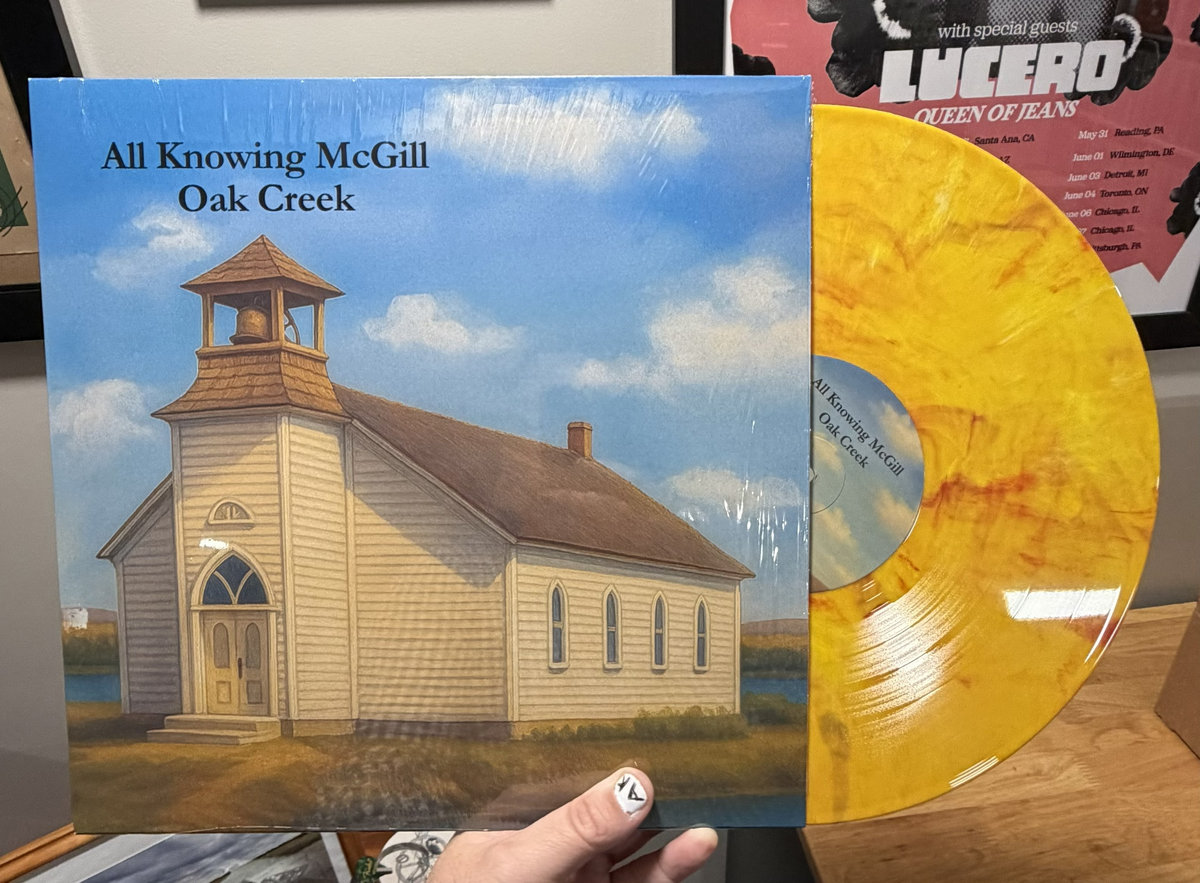 All Knowing McGill
Oak Creek
with special guests
LUCERO
QUEEN OF JEANS
Santa Ana, CA
May 31 Reading, PA
June 01 Wilmington, DE
June 03 Detroit, MI
June 04 Toronto, ON
06 Chicago, IL
Chicago, IL
All Knowing McGill
Oak Creek